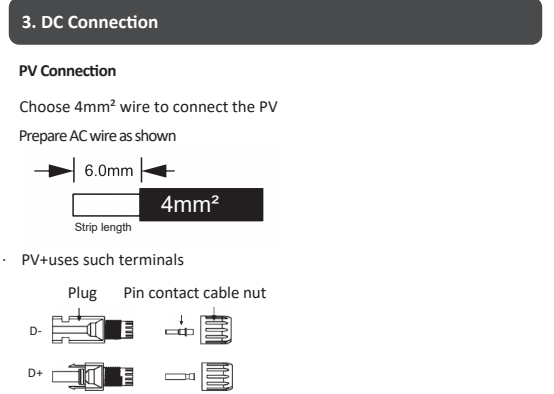 3. DC Connection
PV Connection
Choose 4mm² wire to connect the PV
Prepare AC wire as shown
6.0mm
4mm²
Strip length
· PV+uses such terminals
Plug Pin contact cable nut
D-
D+